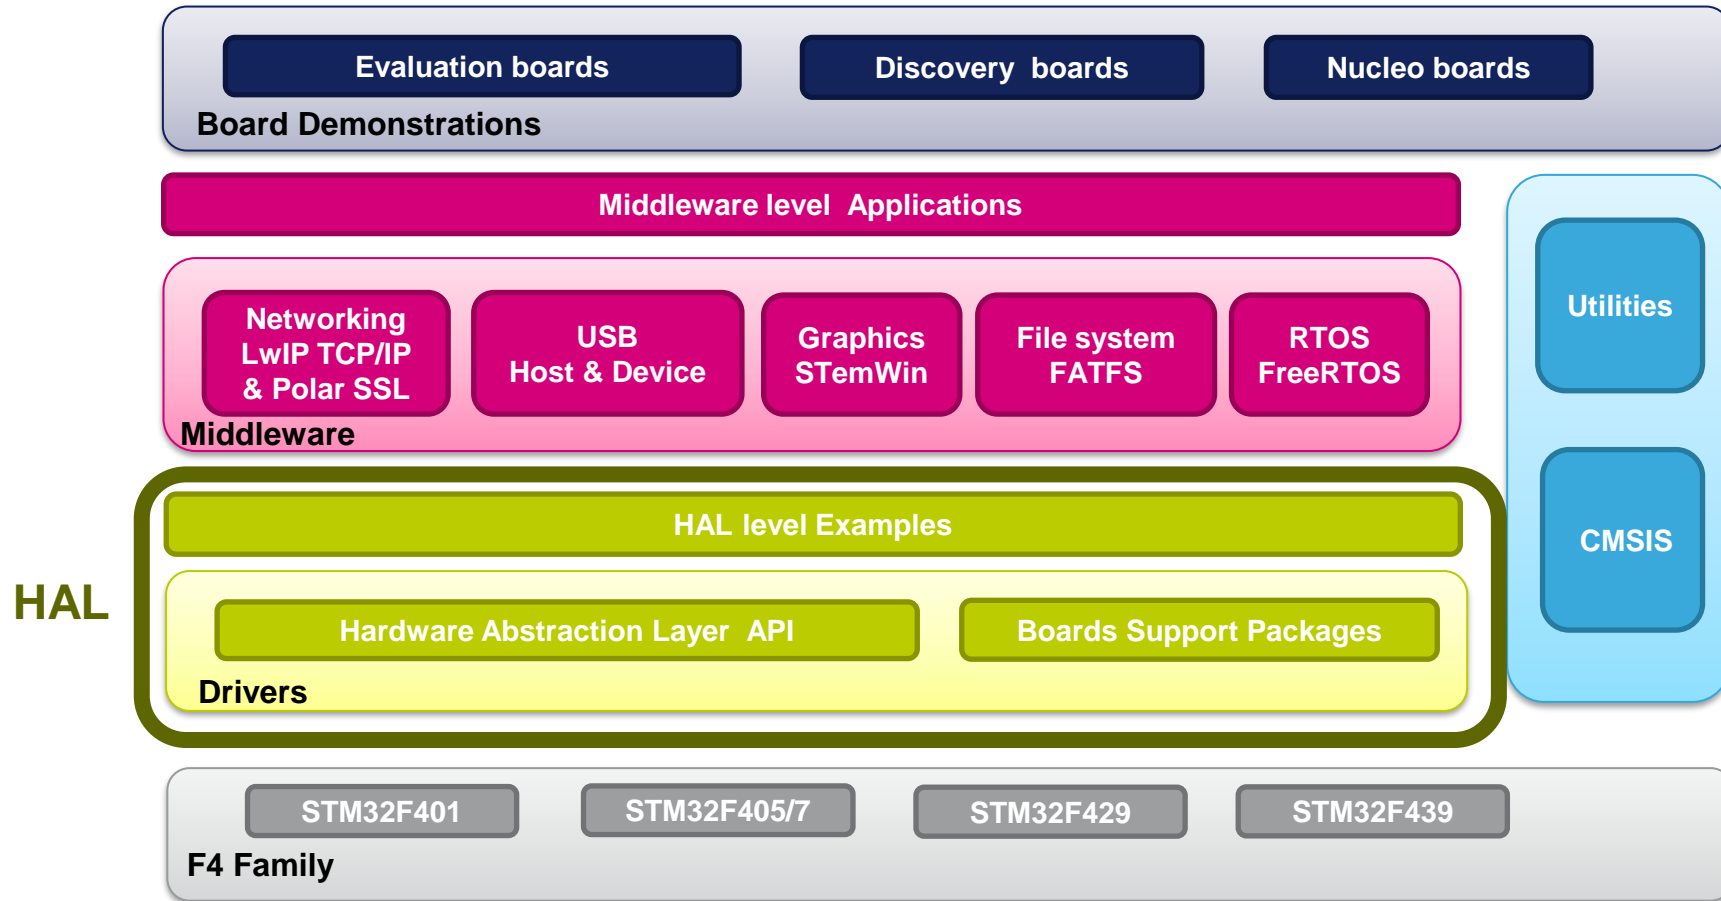 Evaluation boards
Discovery boards
Nucleo boards
Board Demonstrations
Middleware level Applications
Networking
LwIP TCP/IP
& Polar SSL
USB
Host & Device
Graphics
STemWin
File system
FATFS
RTOS
FreeRTOS
Middleware
Utilities
CMSIS
HAL
HAL level Examples
Hardware Abstraction Layer API
Boards Support Packages
Drivers
STM32F401
STM32F405/7
STM32F429
STM32F439
F4 Family